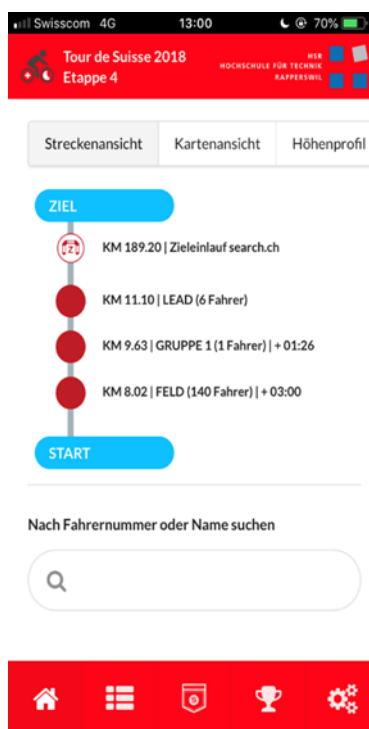 Swisscom 4G 13:00 70%
Tour de Suisse 2018
Etappe 4
HSR
HOCHSCHULE FÜR TECHNIK
RAPPERSWIL
Streckenansicht Kartenansicht Höhenprofil
ZIEL
KM 189.20 | Zieleinlauf search.ch
KM 11.10 | LEAD (6 Fahrer)
KM 9.63 | GRUPPE 1 (1 Fahrer) | + 01:26
KM 8.02 | FELD (140 Fahrer) | + 03:00
START
Nach Fahrernummer oder Name suchen